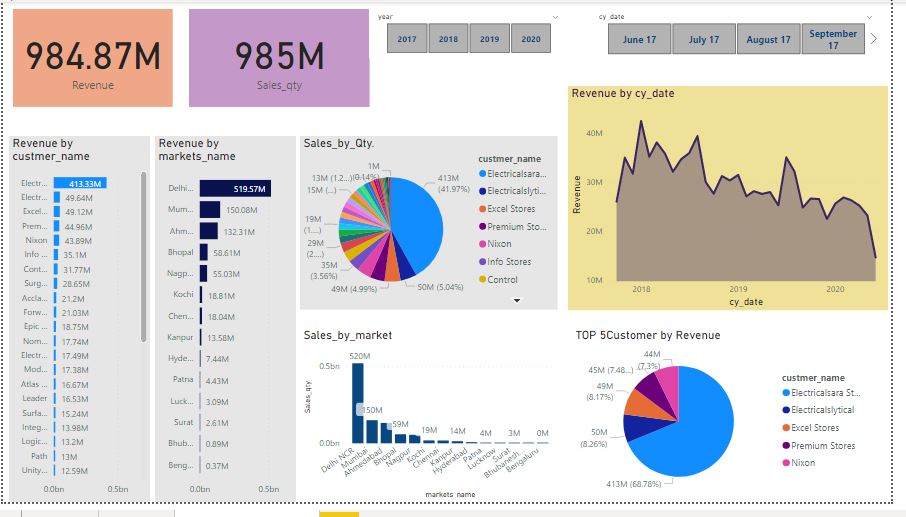 984.87M
Revenue
985M
Sales_qty
year
2017
2018
2019
2020
cy_date
June 17
July 17
August 17
September
17
Revenue by
custmer_name
Electr...
413.33M
Electr...
49.64M
Excel...
49.12M
Prem...
44.96M
Nixon
43.89M
Info ...
35.1M
Cont...
31.77M
Surg...
28.65M
Accla...
21.2M
Forw...
21.03M
Epic ...
18.75M
Nom...
17.74M
Electr...
17.49M
Mod...
17.38M
Atlas ...
16.67M
Leader
16.53M
Surfa...
15.24M
Integ...
13.98M
Logic...
13.2M
Path
13M
Unity...
12.59M
0.0bn
0.5bn
Revenue by
markets_name
Delhi...
519.57M
Mum...
150.08M
Ahm...
132.31M
Bhopal
58.61M
Nagp...
55.03M
Kochi
18.81M
Chen...
18.04M
Kanpur
13.58M
Hyde...
7.44M
Patna
4.43M
Luck...
3.09M
Surat
2.61M
Bhub...
0.89M
Beng...
0.37M
0.0bn
0.5bn
Sales_by_Qty.
1M
(0.14%)
13M (1.2...)
15M (...)
19M
(1....)
29M
(2....)
35M
(3.56%)
49M (4.99%)
50M (5.04%)
413M
(41.97%)
custmer_name
Electricalsara...
Electricalslyti...
Excel Stores
Premium Sto...
Nixon
Info Stores
Control
Revenue by cy_date
Revenue
40M
30M
20M
10M
2018
2019
2020
cy_date
Sales_by_market
Sales_qty
0.5bn
0.0bn
520M
150M
59M
19M
14M
4M
3M
0M
Delhi NCR
Mumbai
Ahmedabad
Bhopal
Nagpur
Kochi
Chennai
Kanpur
Hyderabad
Patna
Lucknow
Surat
Bhubanesh...
Bengaluru
markets_name
TOP 5Customer by Revenue
44M
(7.3%)
45M (7.48...)
49M
(8.17%)
50M
(8.26%)
413M (68.78%)
custmer_name
Electricalsara St...
Electricalslytical
Excel Stores
Premium Stores
Nixon